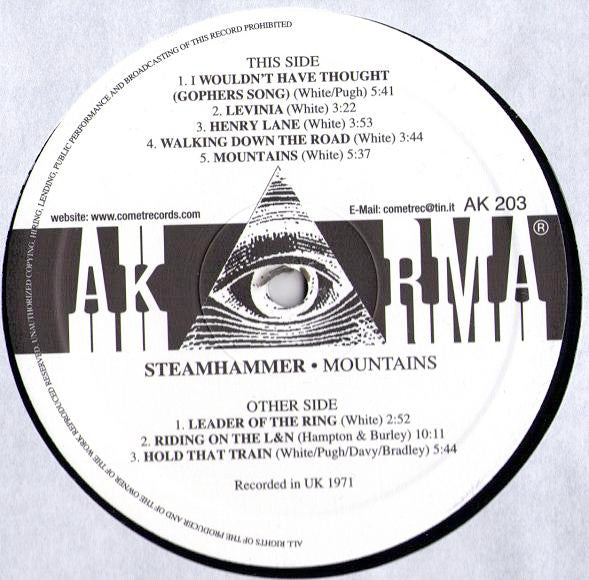 THIS SIDE
1. I WOULDN'T HAVE THOUGHT
(GOPHERS SONG) (White/Pugh) 5:41
2. LEVINIA (White) 3:22
3. HENRY LANE (White) 3:53
4. WALKING DOWN THE ROAD (White) 3:44
5. MOUNTAINS (White) 5:37
website: www.cometrecords.com
E-Mail: cometrec@tin.it AK 203
AKARMA ®
STEAMHAMMER • MOUNTAINS
OTHER SIDE
1. LEADER OF THE RING (White) 2:52
2. RIDING ON THE L&N (Hampton & Burley) 10:11
3. HOLD THAT TRAIN (White/Pugh/Davy/Bradley) 5:44
Recorded in UK 1971
ALL RIGHTS OF THE PRODUCER AND OF THE OWNER OF THE WORK REPRODUCED RESERVED. UNAUTHORIZED COPYING, HIRING, LENDING, PUBLIC PERFORMANCE AND BROADCASTING OF THIS RECORD PROHIBITED